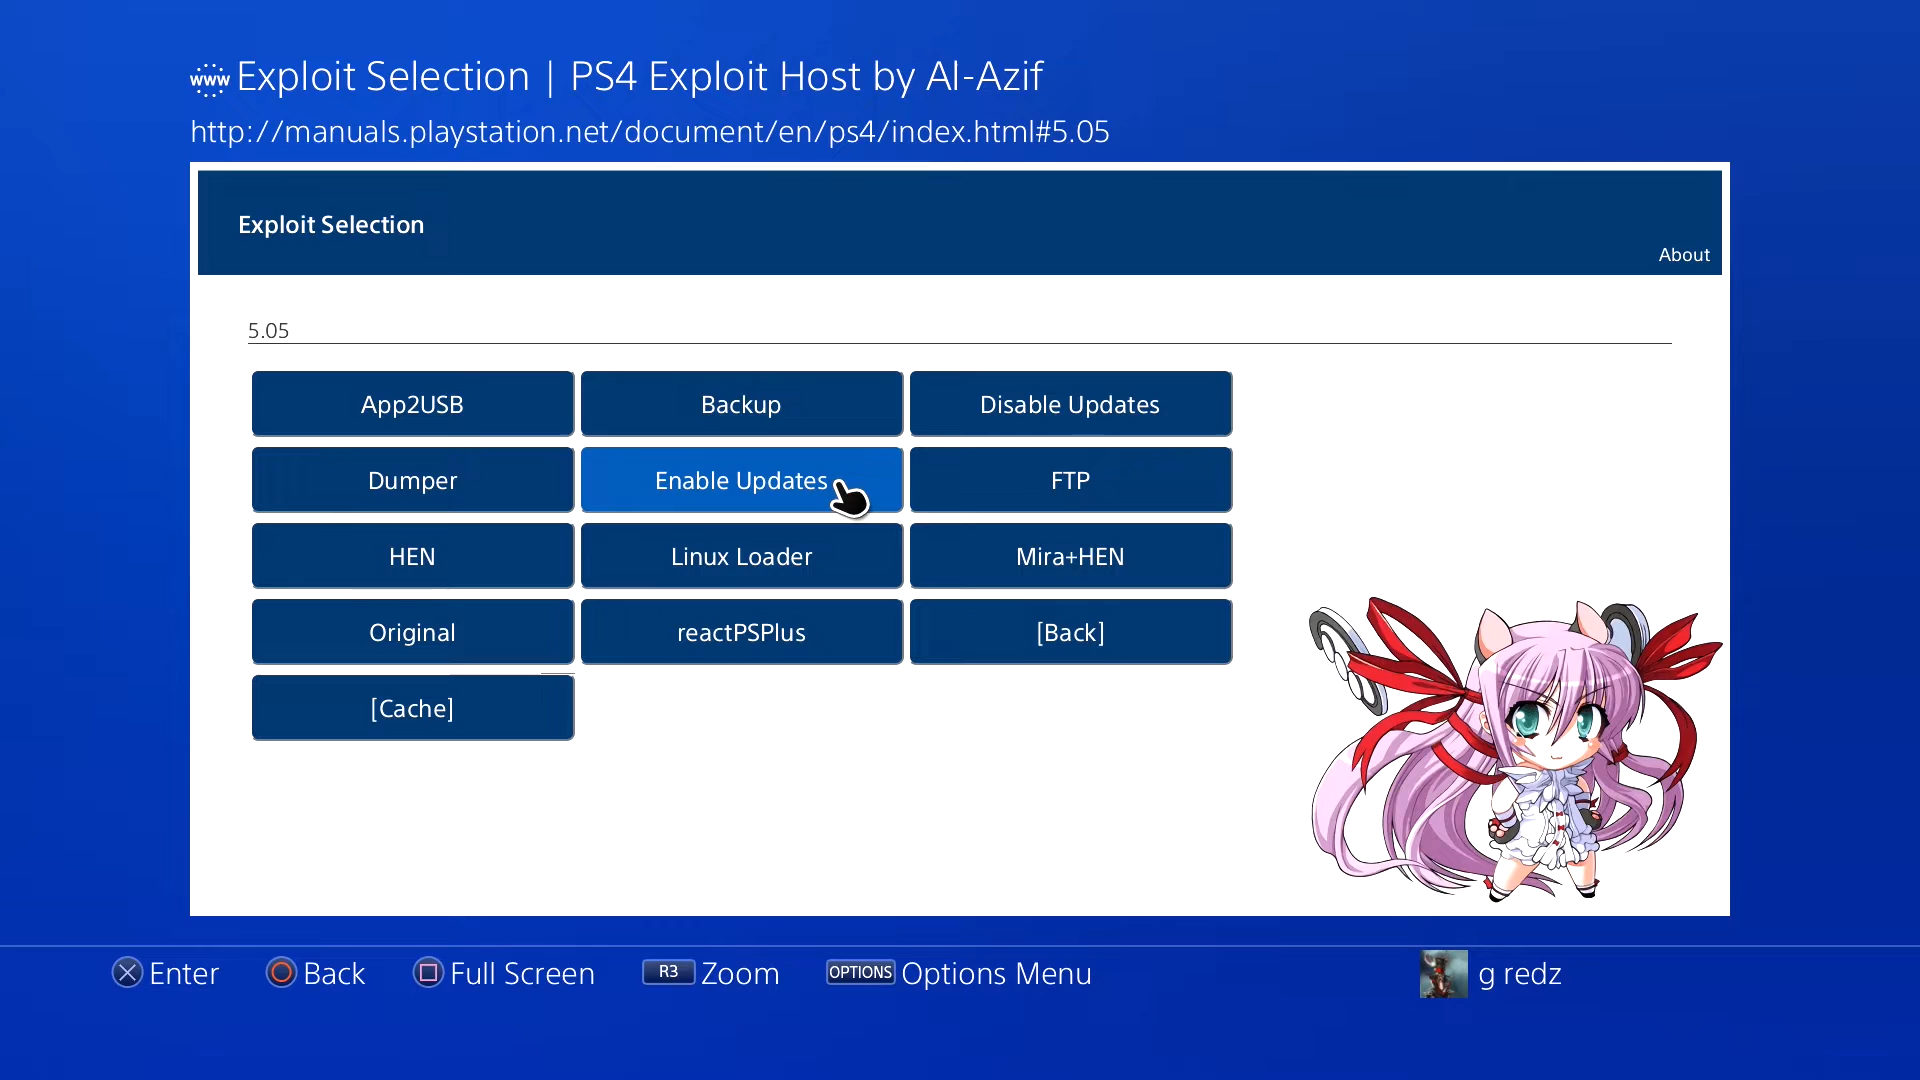 www Exploit Selection | PS4 Exploit Host by Al-Azif
http://manuals.playstation.net/document/en/ps4/index.html#5.05
Exploit Selection
About
5.05
App2USB Backup Disable Updates
Dumper Enable Updates FTP
HEN Linux Loader Mira+HEN
Original reactPSPlus [Back]
[Cache]
Enter Back Full Screen R3 Zoom OPTIONS Options Menu g redz